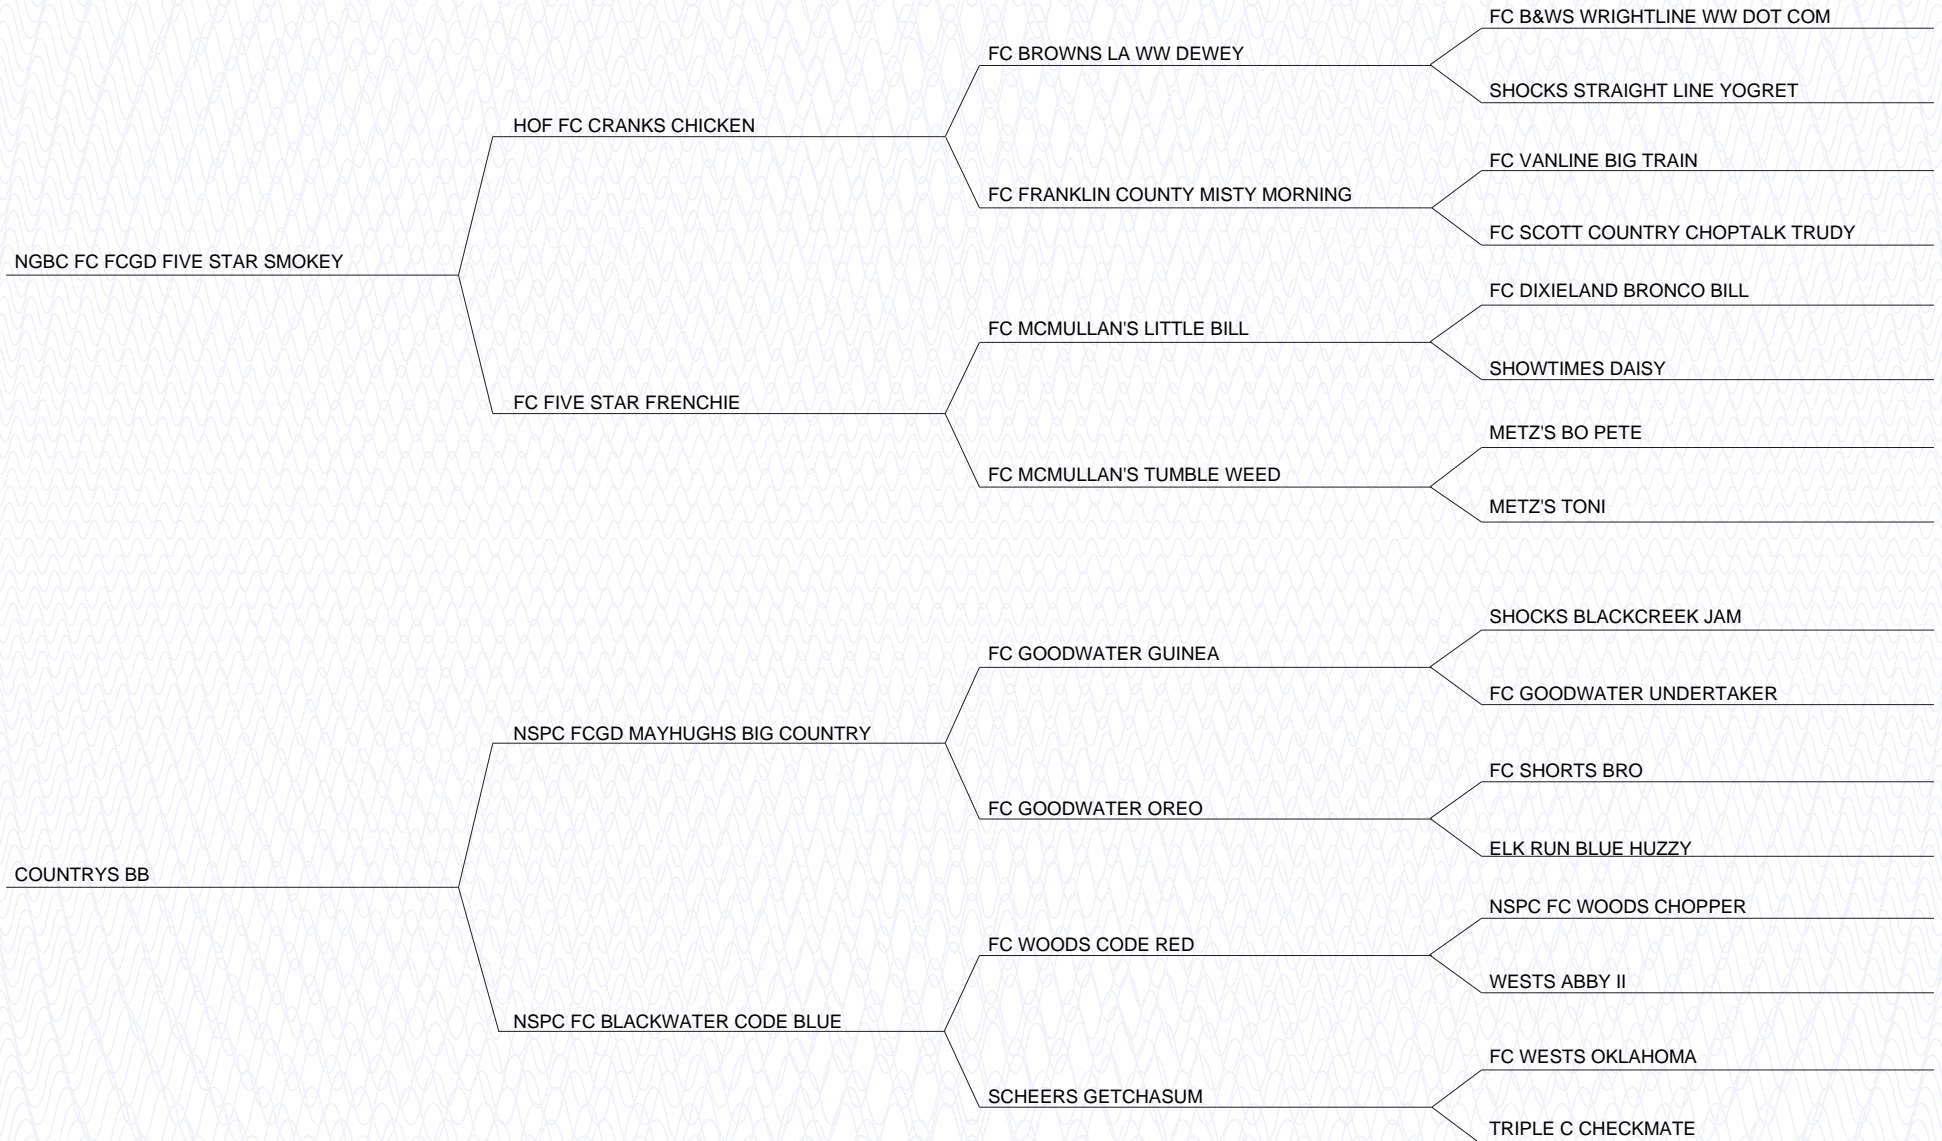 FC B&WS WRIGHTLINE WW DOT COM
FC BROWNS LA WW DEWEY
SHOCKS STRAIGHT LINE YOGRET
HOF FC CRANKS CHICKEN
FC VANLINE BIG TRAIN
FC FRANKLIN COUNTY MISTY MORNING
FC SCOTT COUNTRY CHOPTALK TRUDY
NGBC FC FCGD FIVE STAR SMOKEY
FC DIXIELAND BRONCO BILL
FC MCMULLAN'S LITTLE BILL
SHOWTIMES DAISY
FC FIVE STAR FRENCHIE
METZ'S BO PETE
FC MCMULLAN'S TUMBLE WEED
METZ'S TONI
SHOCKS BLACKCREEK JAM
FC GOODWATER GUINEA
FC GOODWATER UNDERTAKER
NSPC FCGD MAYHUGHS BIG COUNTRY
FC SHORTS BRO
FC GOODWATER OREO
ELK RUN BLUE HUZZY
COUNTRYS BB
NSPC FC WOODS CHOPPER
FC WOODS CODE RED
WESTS ABBY II
NSPC FC BLACKWATER CODE BLUE
FC WESTS OKLAHOMA
SCHEERS GETCHASUM
TRIPLE C CHECKMATE